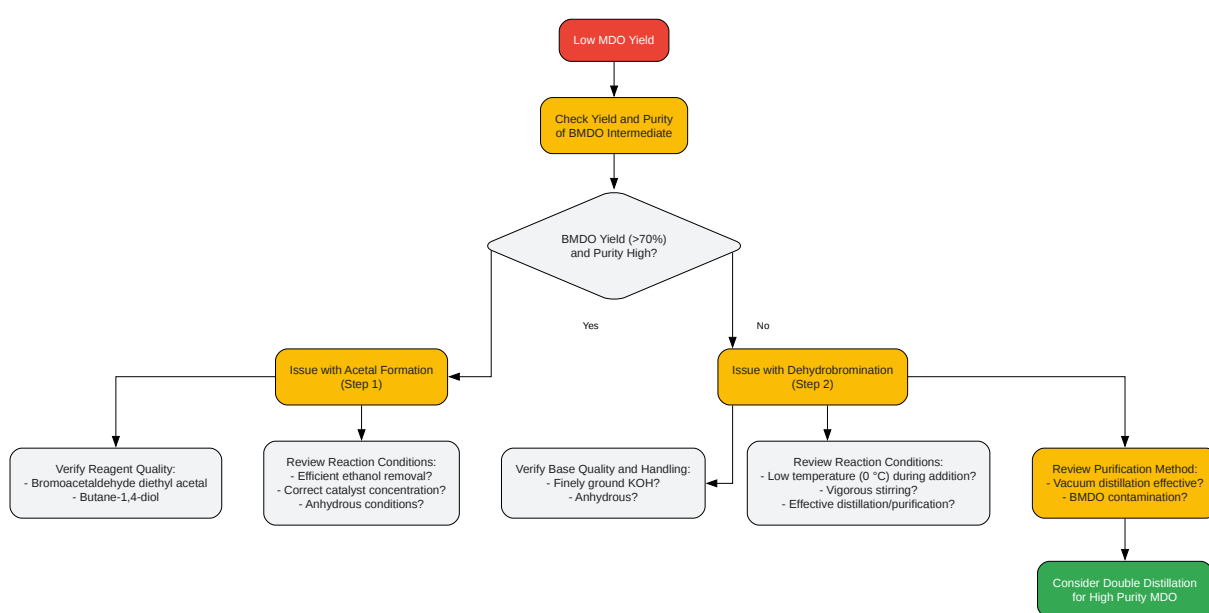 Low MDO Yield
Check Yield and Purity
of BMDO Intermediate
BMDO Yield (>70%)
and Purity High?
Yes
No
Issue with Acetal Formation
(Step 1)
Issue with Dehydrobromination
(Step 2)
Verify Reagent Quality:
- Bromoacetaldehyde diethyl acetal
- Butane-1,4-diol
Review Reaction Conditions:
- Efficient ethanol removal?
- Correct catalyst concentration?
- Anhydrous conditions?
Verify Base Quality and Handling:
- Finely ground KOH?
- Anhydrous?
Review Reaction Conditions:
- Low temperature (0 °C) during addition?
- Vigorous stirring?
- Effective distillation/purification?
Review Purification Method:
- Vacuum distillation effective?
- BMDO contamination?
Consider Double Distillation
for High Purity MDO